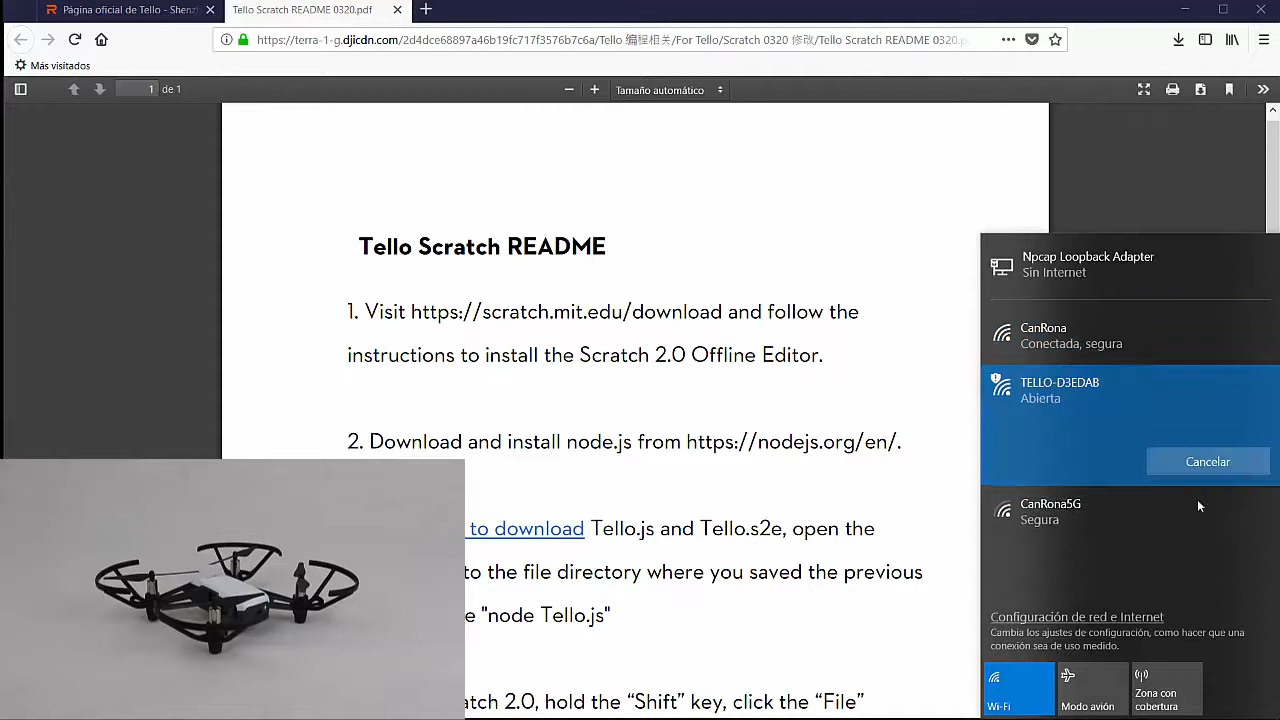 Página oficial de Tello - Shenz
Tello Scratch README 0320.pdf
https://terra-1-g.djicdn.com/2d4dce68897a46b19fc717f3576b7c6a/Tello 编程相关/For Tello/Scratch 0320 修改/Tello Scratch README 0320.p
Más visitados
1 de 1
Tamaño automático
Tello Scratch README
1. Visit https://scratch.mit.edu/download and follow the
instructions to install the Scratch 2.0 Offline Editor.
2. Download and install node.js from https://nodejs.org/en/.
to download Tello.js and Tello.s2e, open the
to the file directory where you saved the previous
e "node Tello.js"
tch 2.0, hold the “Shift” key, click the “File”
Npcap Loopback Adapter
Sin Internet
CanRona
Conectada, segura
TELLO-D3EDAB
Abierta
Cancelar
CanRona5G
Segura
Configuración de red e Internet
Cambia los ajustes de configuración, como hacer que una
conexión sea de uso medido.
Wi-Fi
Modo avión
Zona con
cobertura